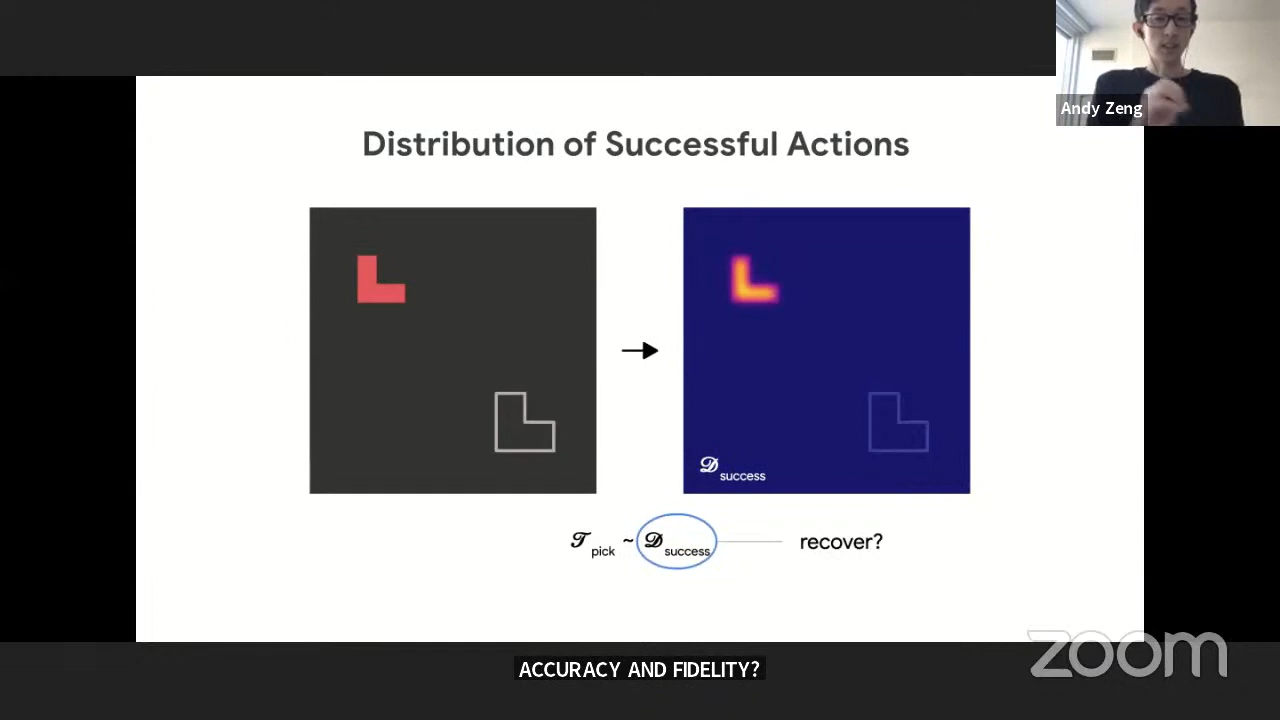 Andy Zeng
Distribution of Successful Actions
𝒟 success
𝒯 pick ~ 𝒟 success recover?
zoom
ACCURACY AND FIDELITY?